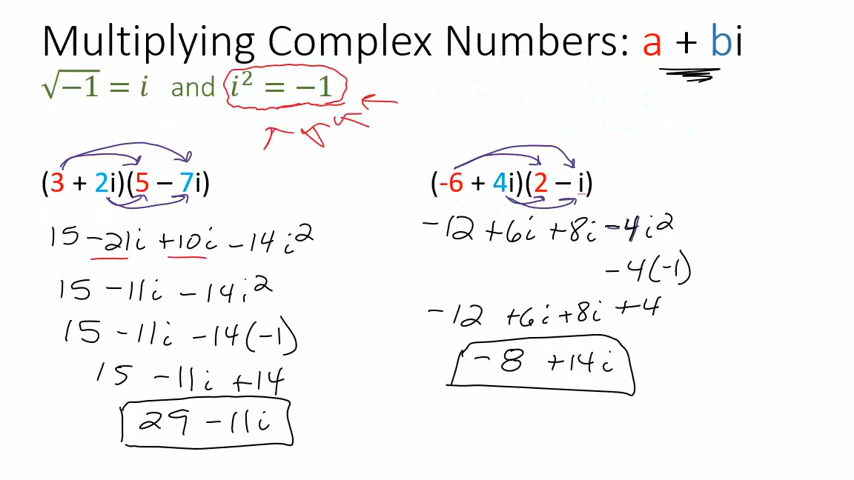 Multiplying Complex Numbers: a + bi
√−1 = i and i² = −1
(3 + 2i)(5 − 7i)
15 −21i +10i −14i²
15 −11i −14i²
15 −11i −14(−1)
15 −11i +14
29 −11i
(-6 + 4i)(2 − i)
−12 +6i +8i −4i²
−4(−1)
−12 +6i +8i +4
−8 +14i